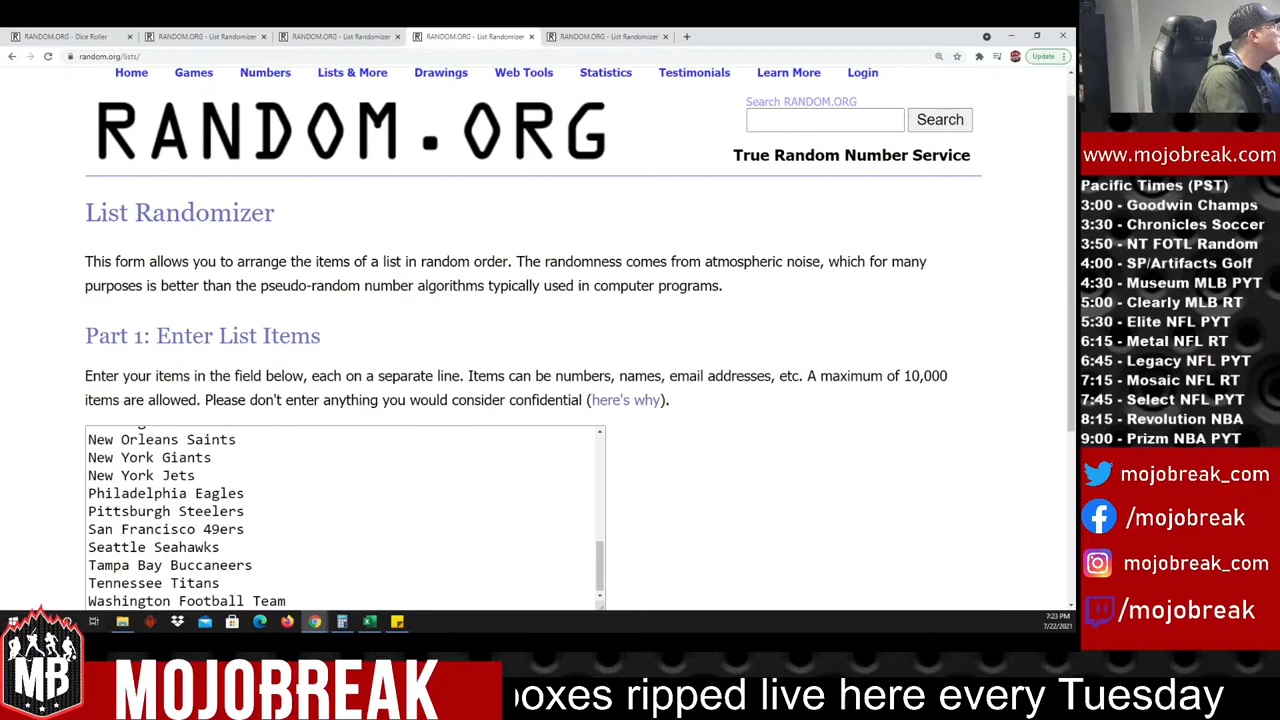 RANDOM.ORG - Dice Roller
RANDOM.ORG - List Randomizer
RANDOM.ORG - List Randomizer
RANDOM.ORG - List Randomizer
RANDOM.ORG - List Randomizer
random.org/lists/
Update
Home Games Numbers Lists & More Drawings Web Tools Statistics Testimonials Learn More Login
RANDOM.ORG
Search RANDOM.ORG
Search
True Random Number Service
List Randomizer
This form allows you to arrange the items of a list in random order. The randomness comes from atmospheric noise, which for many
purposes is better than the pseudo-random number algorithms typically used in computer programs.
Part 1: Enter List Items
Enter your items in the field below, each on a separate line. Items can be numbers, names, email addresses, etc. A maximum of 10,000
items are allowed. Please don't enter anything you would consider confidential (here's why).
New Orleans Saints
New York Giants
New York Jets
Philadelphia Eagles
Pittsburgh Steelers
San Francisco 49ers
Seattle Seahawks
Tampa Bay Buccaneers
Tennessee Titans
Washington Football Team
7:23 PM
7/22/2021
www.mojobreak.com
Pacific Times (PST)
3:00 - Goodwin Champs
3:30 - Chronicles Soccer
3:50 - NT FOTL Random
4:00 - SP/Artifacts Golf
4:30 - Museum MLB PYT
5:00 - Clearly MLB RT
5:30 - Elite NFL PYT
6:15 - Metal NFL RT
6:45 - Legacy NFL PYT
7:15 - Mosaic NFL RT
7:45 - Select NFL PYT
8:15 - Revolution NBA
9:00 - Prizm NBA PYT
mojobreak_com
/mojobreak
mojobreak_com
/mojobreak
MB
MOJOBREAK
boxes ripped live here every Tuesday